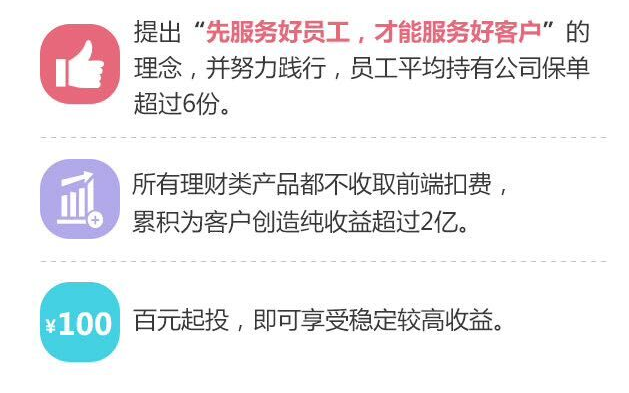 提出“先服务好员工，才能服务好客户”的
理念，并努力践行，员工平均持有公司保单
超过6份。
所有理财类产品都不收取前端扣费，
累积为客户创造纯收益超过2亿。
¥100
百元起投，即可享受稳定较高收益。